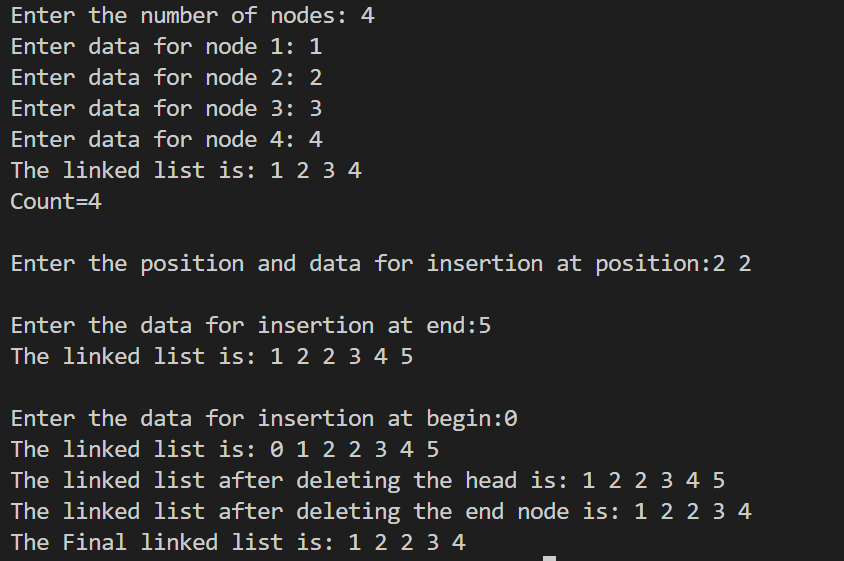 Enter the number of nodes: 4
Enter data for node 1: 1
Enter data for node 2: 2
Enter data for node 3: 3
Enter data for node 4: 4
The linked list is: 1 2 3 4
Count=4
Enter the position and data for insertion at position:2 2
Enter the data for insertion at end:5
The linked list is: 1 2 2 3 4 5
Enter the data for insertion at begin:0
The linked list is: 0 1 2 2 3 4 5
The linked list after deleting the head is: 1 2 2 3 4 5
The linked list after deleting the end node is: 1 2 2 3 4
The Final linked list is: 1 2 2 3 4